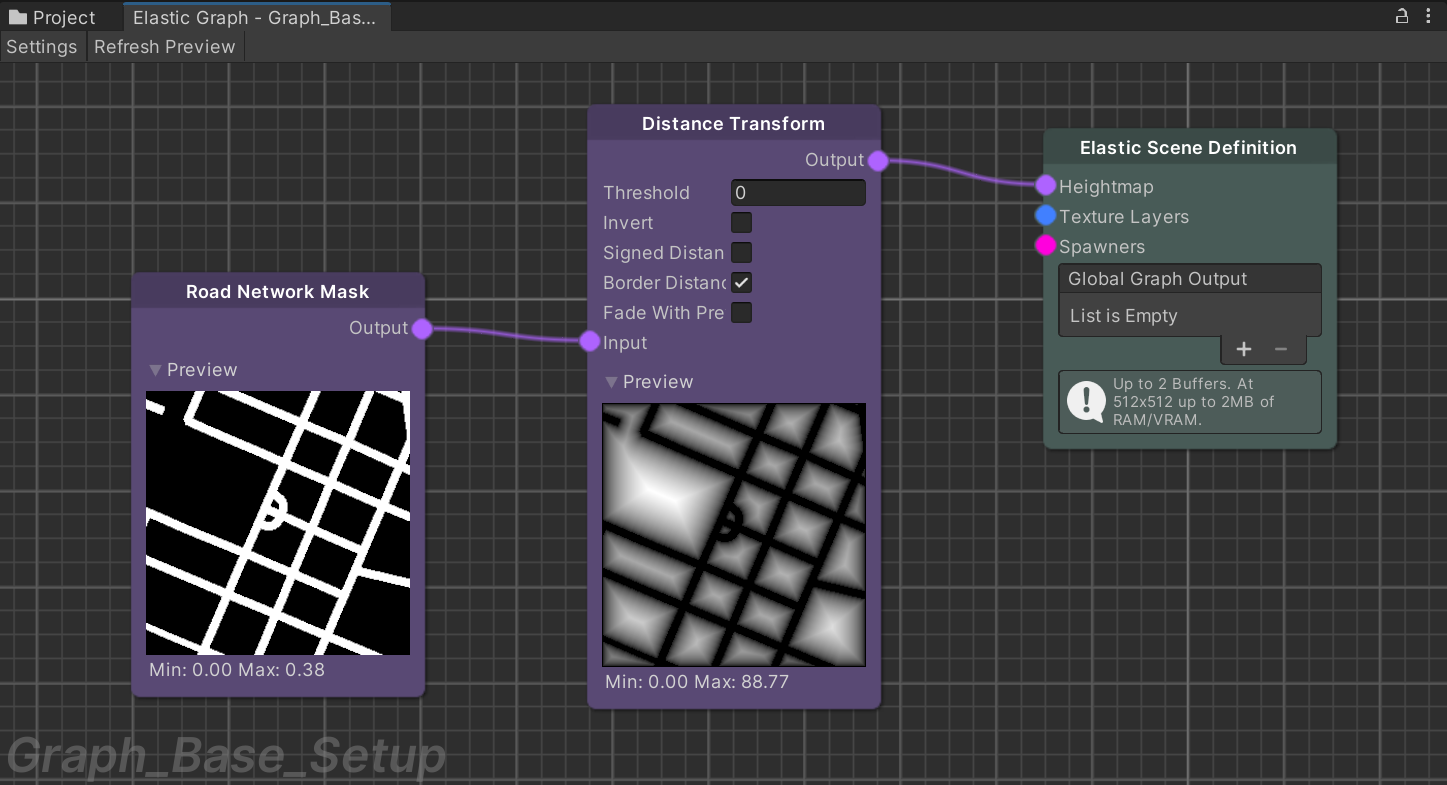 Project
Elastic Graph - Graph_Bas...
Settings
Refresh Preview
Road Network Mask
Output
Preview
Min: 0.00 Max: 0.38
Distance Transform
Output
Threshold 0
Invert
Signed Distan
Border Distanc
Fade With Pre
Input
Preview
Min: 0.00 Max: 88.77
Elastic Scene Definition
Heightmap
Texture Layers
Spawners
Global Graph Output
List is Empty
+ −
Up to 2 Buffers. At
512x512 up to 2MB of
RAM/VRAM.
Graph_Base_Setup